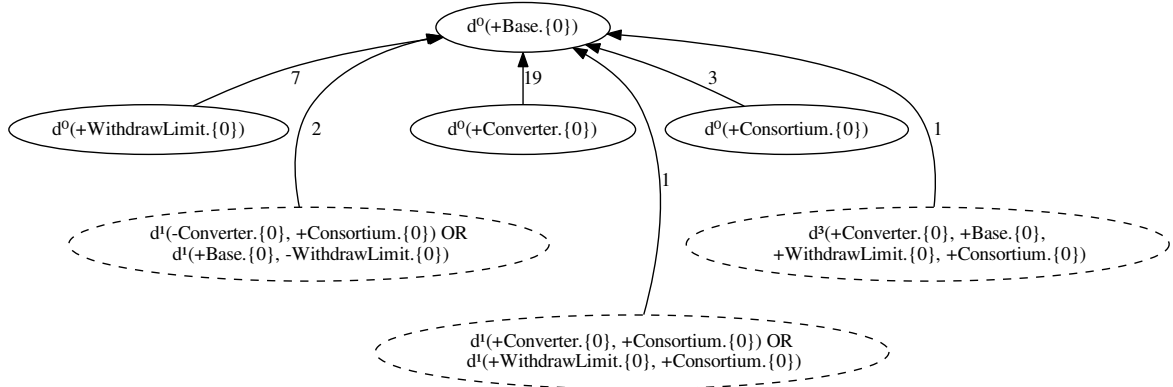 d⁰(+Base.{0})
7
19
3
d⁰(+WithdrawLimit.{0})
2
d⁰(+Converter.{0})
d⁰(+Consortium.{0})
1
1
d¹(-Converter.{0}, +Consortium.{0}) OR
d¹(+Base.{0}, -WithdrawLimit.{0})
d³(+Converter.{0}, +Base.{0},
+WithdrawLimit.{0}, +Consortium.{0})
d¹(+Converter.{0}, +Consortium.{0}) OR
d¹(+WithdrawLimit.{0}, +Consortium.{0})